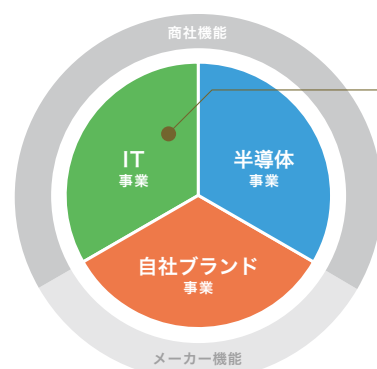 商社機能
IT
事業
半導体
事業
自社ブランド
事業
メーカー機能